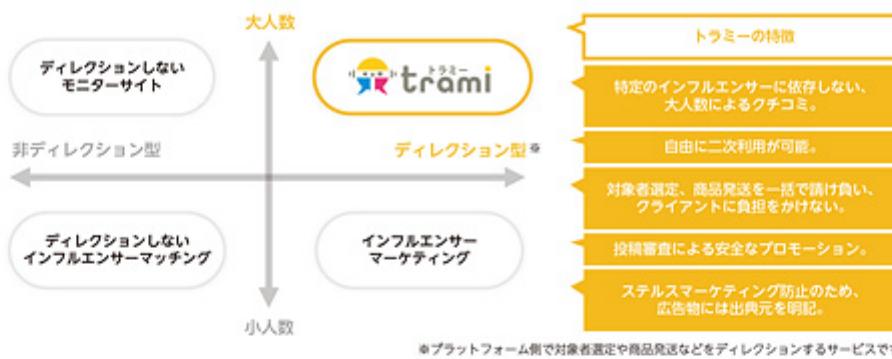 大人数
ディレクションしない
モニターサイト
トラミー
trami
非ディレクション型
ディレクション型※
ディレクションしない
インフルエンサーマッチング
インフルエンサー
マーケティング
小人数
トラミーの特徴
特定のインフルエンサーに依存しない、
大人数によるクチコミ。
自由に二次利用が可能。
対象者選定、商品発送を一括で請け負い、
クライアントに負担をかけない。
投稿審査による安全なプロモーション。
ステルスマーケティング防止のため、
広告物には出典元を明記。
※プラットフォーム側で対象者選定や商品発送などをディレクションするサービスで